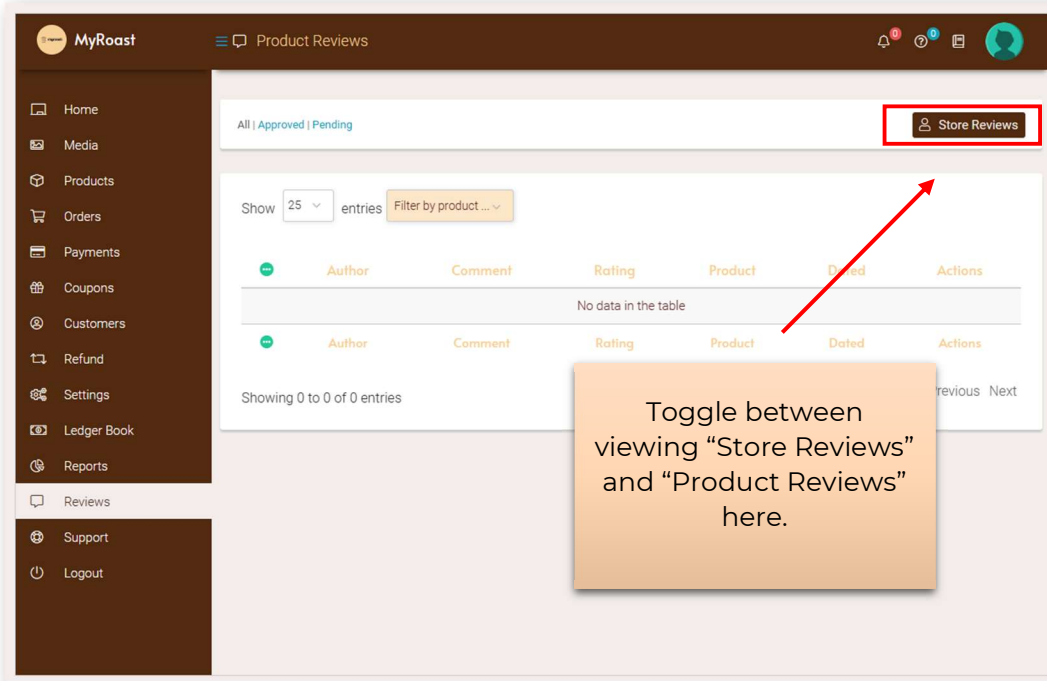 MyRoast
Product Reviews
0
0
Home
Media
Products
Orders
Payments
Coupons
Customers
Refund
Settings
Ledger Book
Reports
Reviews
Support
Logout
All | Approved | Pending
Store Reviews
Show 25 entries Filter by product ...
Author Comment Rating Product Dated Actions
No data in the table
Author Comment Rating Product Dated Actions
Showing 0 to 0 of 0 entries
Previous Next
Toggle between
viewing “Store Reviews”
and “Product Reviews”
here.